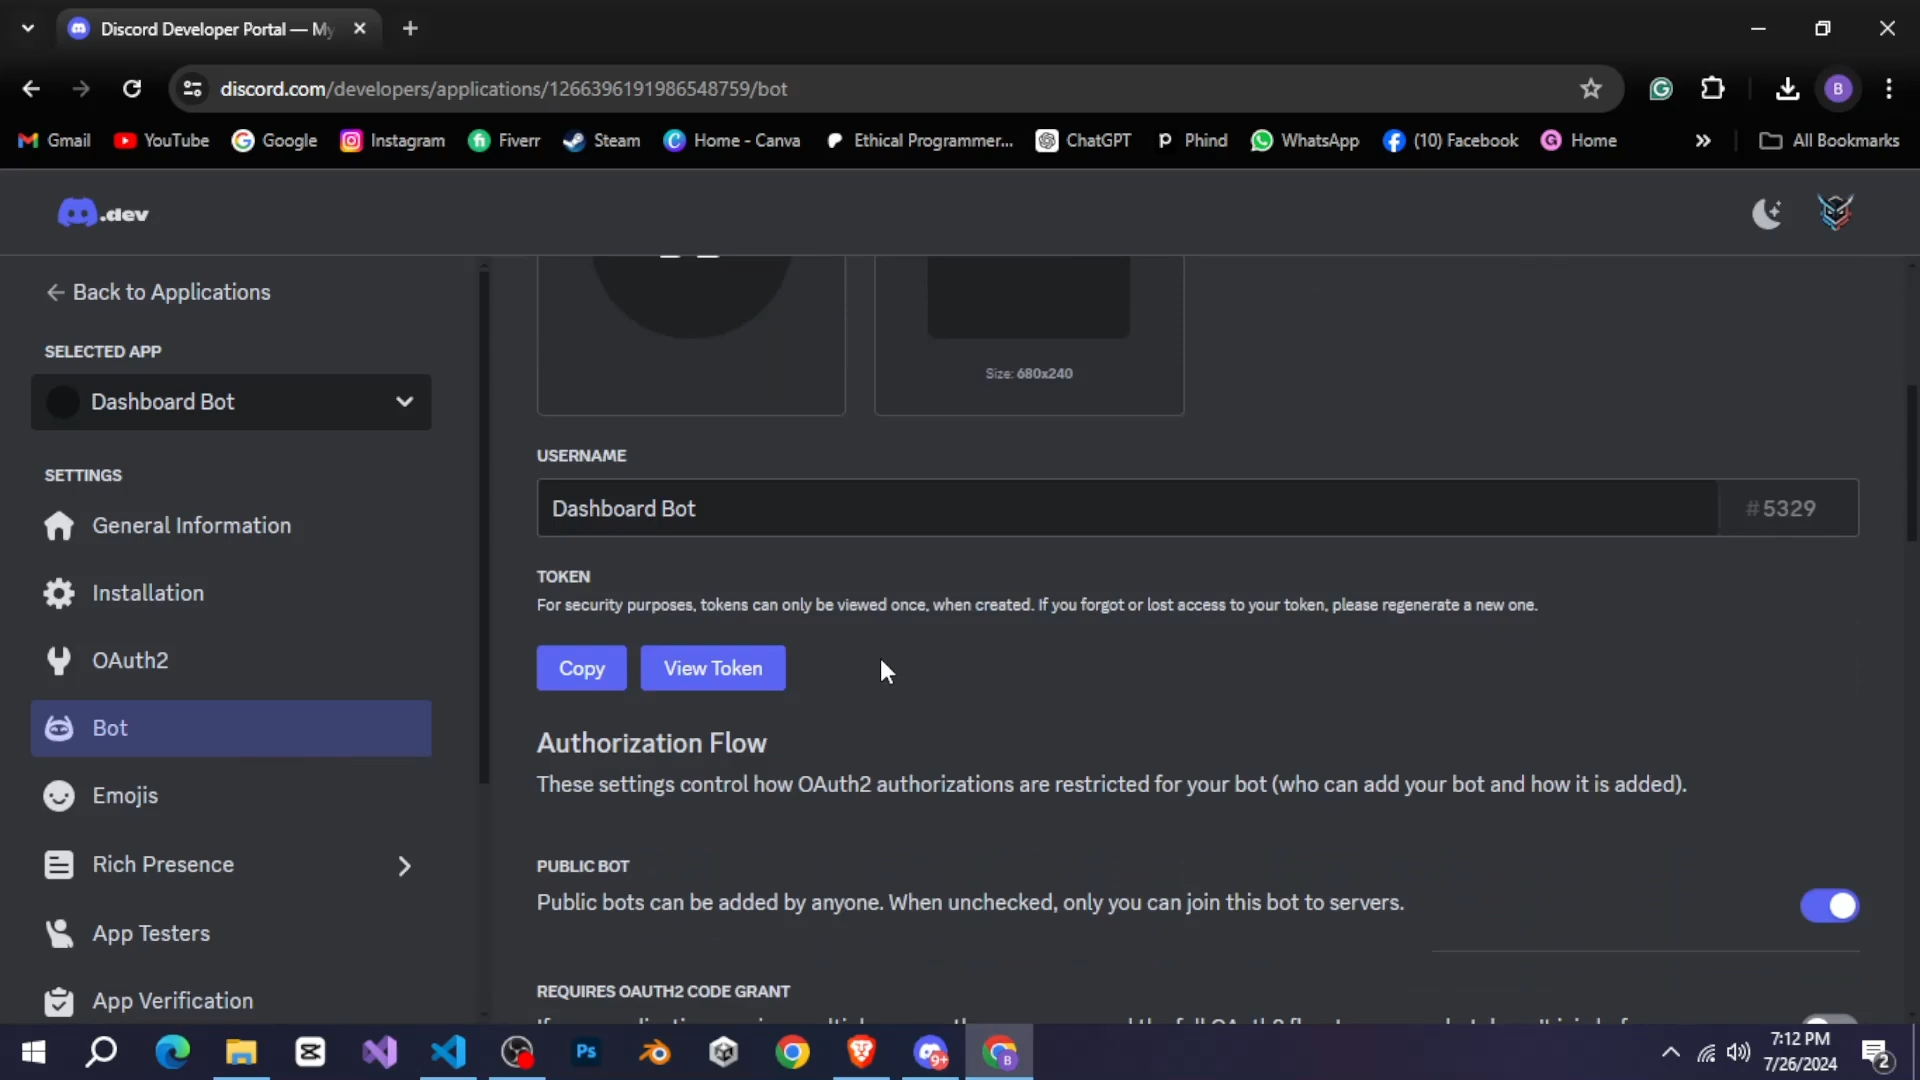 Discord Developer Portal — My
discord.com/developers/applications/1266396191986548759/bot
B
Gmail
YouTube
Google
Instagram
Fiverr
Steam
Home - Canva
Ethical Programmer...
ChatGPT
Phind
WhatsApp
(10) Facebook
Home
All Bookmarks
.dev
Back to Applications
SELECTED APP
Dashboard Bot
SETTINGS
General Information
Installation
OAuth2
Bot
Emojis
Rich Presence
App Testers
App Verification
Size: 680x240
USERNAME
Dashboard Bot
#5329
TOKEN
For security purposes, tokens can only be viewed once, when created. If you forgot or lost access to your token, please regenerate a new one.
Copy
View Token
Authorization Flow
These settings control how OAuth2 authorizations are restricted for your bot (who can add your bot and how it is added).
PUBLIC BOT
Public bots can be added by anyone. When unchecked, only you can join this bot to servers.
REQUIRES OAUTH2 CODE GRANT
Ps
9+
B
7:12 PM
7/26/2024
2